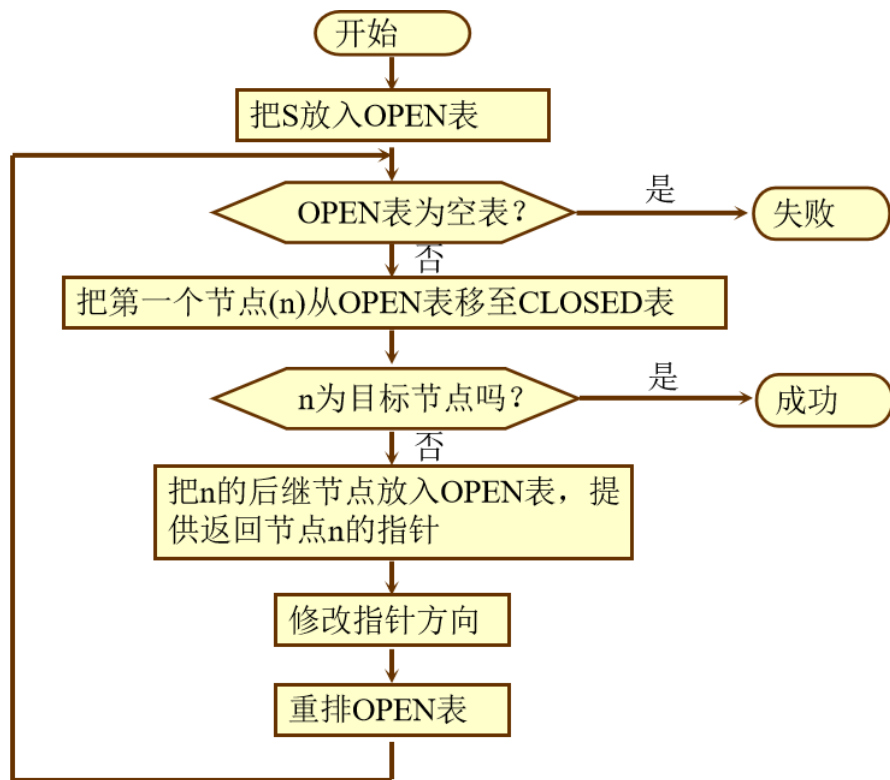 开始
把S放入OPEN表
OPEN表为空表?
是
失败
否
把第一个节点(n)从OPEN表移至CLOSED表
n为目标节点吗?
是
成功
否
把n的后继节点放入OPEN表，提
供返回节点n的指针
修改指针方向
重排OPEN表